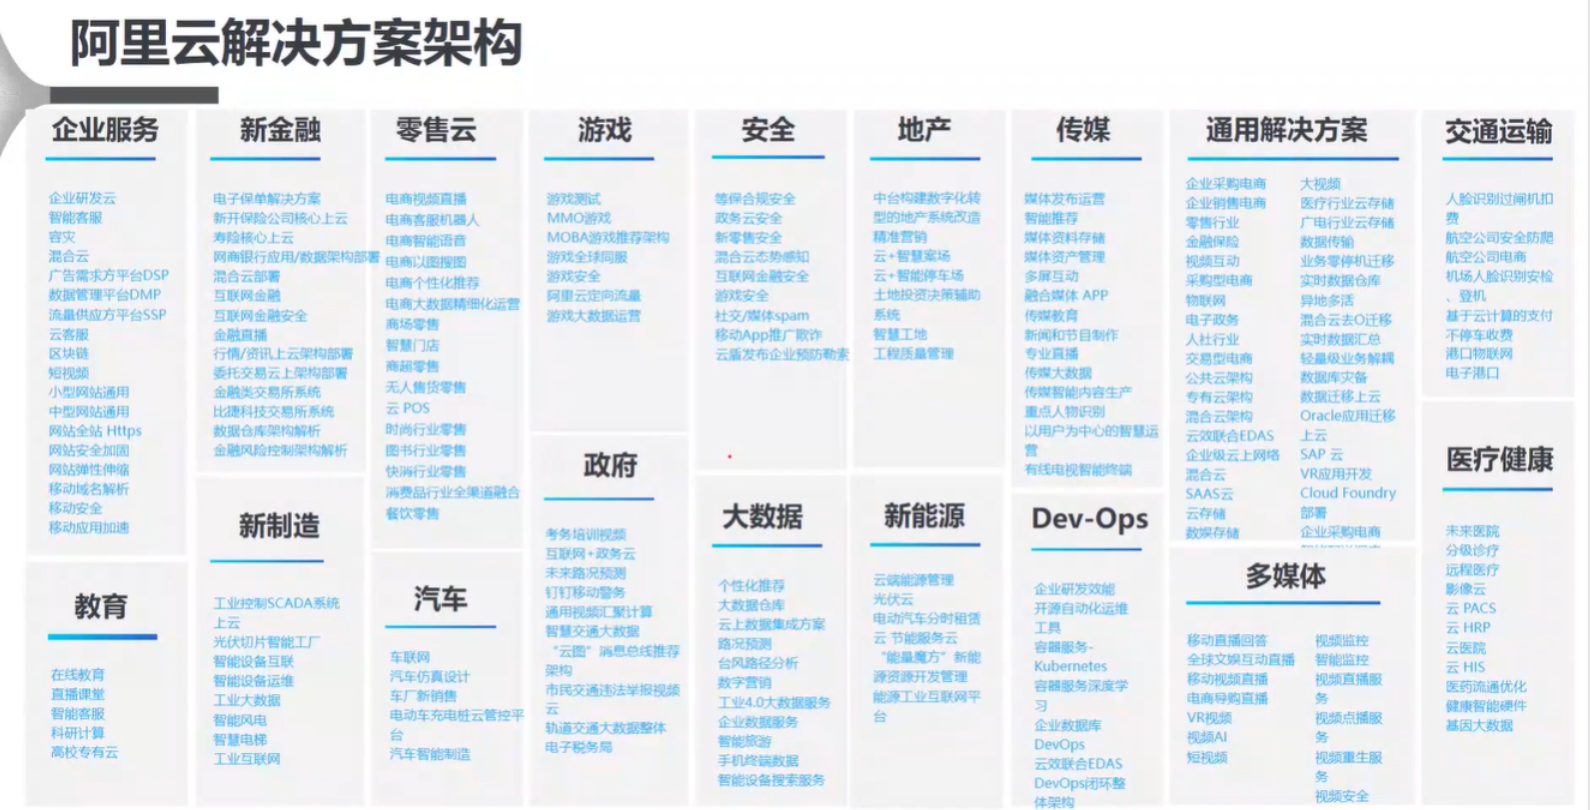 阿里云解决方案架构
企业服务
企业研发云
智能客服
容灾
混合云
广告需求方平台DSP
数据管理平台DMP
流量供应方平台SSP
云客服
区块链
短视频
小型网站通用
中型网站通用
网站全站 Https
网站安全加固
网站弹性伸缩
移动域名解析
移动安全
移动应用加速
教育
在线教育
直播课堂
智能客服
科研计算
高校专有云
新金融
电子保单解决方案
新开保险公司核心上云
寿险核心上云
网商银行应用/数据架构部署
混合云部署
互联网金融
互联网金融安全
金融直播
行情/资讯上云架构部署
委托交易云上架构部署
金融类交易所系统
比捷科技交易所系统
数据仓库架构解析
金融风险控制架构解析
新制造
工业控制SCADA系统
上云
光伏切片智能工厂
智能设备互联
智能设备运维
工业大数据
智能风电
智慧电梯
工业互联网
零售云
电商视频直播
电商客服机器人
电商智能语音
电商以图搜图
电商个性化推荐
电商大数据精细化运营
商场零售
智慧门店
商超零售
无人售货零售
云 POS
时尚行业零售
图书行业零售
快消行业零售
消费品行业全渠道融合
餐饮零售
汽车
车联网
汽车仿真设计
车厂新销售
电动车充电桩云管控平
台
汽车智能制造
游戏
游戏测试
MMO游戏
MOBA游戏推荐架构
游戏全球同服
游戏安全
阿里云定向流量
游戏大数据运营
政府
考务培训视频
互联网+政务云
未来路况预测
钉钉移动警务
通用视频汇聚计算
智慧交通大数据
“云图”消息总线推荐
架构
市民交通违法举报视频
云
轨道交通大数据整体
电子税务局
安全
等保合规安全
政务云安全
新零售安全
混合云态势感知
互联网金融安全
游戏安全
社交/媒体spam
移动App推广欺诈
云盾发布企业预防勒索
大数据
个性化推荐
大数据仓库
云上数据集成方案
路况预测
台风路径分析
数字营销
工业4.0大数据服务
企业数据服务
智能旅游
手机终端数据
智能设备搜索服务
地产
中台构建数字化转
型的地产系统改造
精准营销
云+智慧案场
云+智能停车场
土地投资决策辅助
系统
智慧工地
工程质量管理
新能源
云端能源管理
光伏云
电动汽车分时租赁
云 节能服务云
“能量魔方”新能
源资源开发管理
能源工业互联网平
台
传媒
媒体发布运营
智能推荐
媒体资料存储
媒体资产管理
多屏互动
融合媒体 APP
传媒教育
新闻和节目制作
专业直播
传媒大数据
传媒智能内容生产
重点人物识别
以用户为中心的智慧运
营
有线电视智能终端
Dev-Ops
企业研发效能
开源自动化运维
工具
容器服务-
Kubernetes
容器服务深度学
习
企业数据库
DevOps
云效联合EDAS
DevOps闭环整
体架构
通用解决方案
企业采购电商
企业销售电商
零售行业
金融保险
视频互动
采购型电商
物联网
电子政务
人社行业
交易型电商
公共云架构
专有云架构
混合云架构
云效联合EDAS
企业级云上网络
混合云
SAAS云
云存储
数娱存储
大视频
医疗行业云存储
广电行业云存储
数据传输
业务零停机迁移
实时数据仓库
异地多活
混合云去O迁移
实时数据汇总
轻量级业务解耦
数据库灾备
数据迁移上云
Oracle应用迁移
上云
SAP 云
VR应用开发
Cloud Foundry
部署
企业采购电商
多媒体
移动直播回答
全球文娱互动直播
移动视频直播
电商导购直播
VR视频
视频AI
短视频
视频监控
智能监控
视频直播服
务
视频点播服
务
视频重生服
务
视频安全
交通运输
人脸识别过闸机扣
费
航空公司安全防爬
航空公司电商
机场人脸识别安检
、登机
基于云计算的支付
不停车收费
港口物联网
电子港口
医疗健康
未来医院
分级诊疗
远程医疗
影像云
云 PACS
云 HRP
云医院
云 HIS
医药流通优化
健康智能硬件
基因大数据